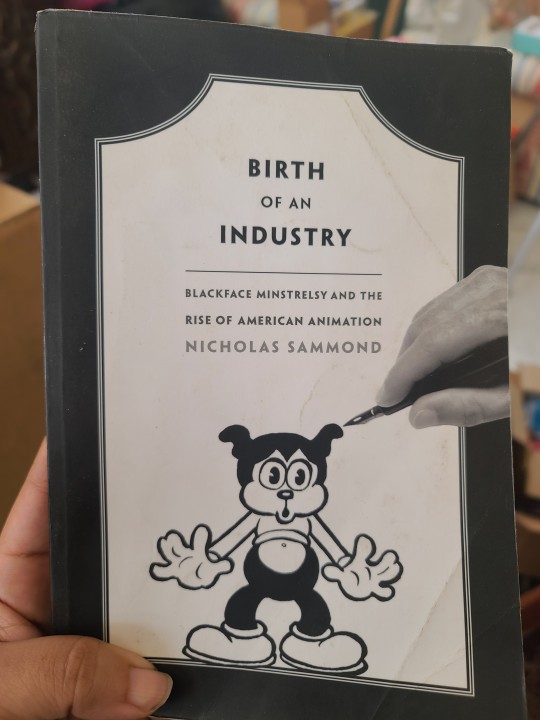 BIRTH
OF AN
INDUSTRY
BLACKFACE MINSTRELSY AND THE
RISE OF AMERICAN ANIMATION
NICHOLAS SAMMOND